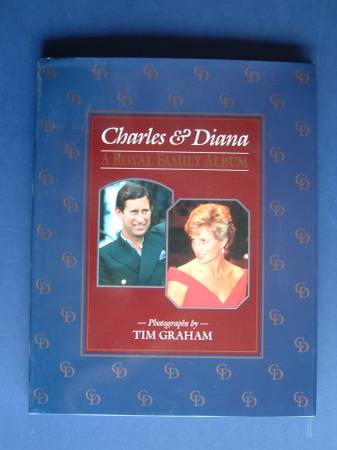 Charles & Diana
A ROYAL FAMILY ALBUM
— Photographs by —
TIM GRAHAM